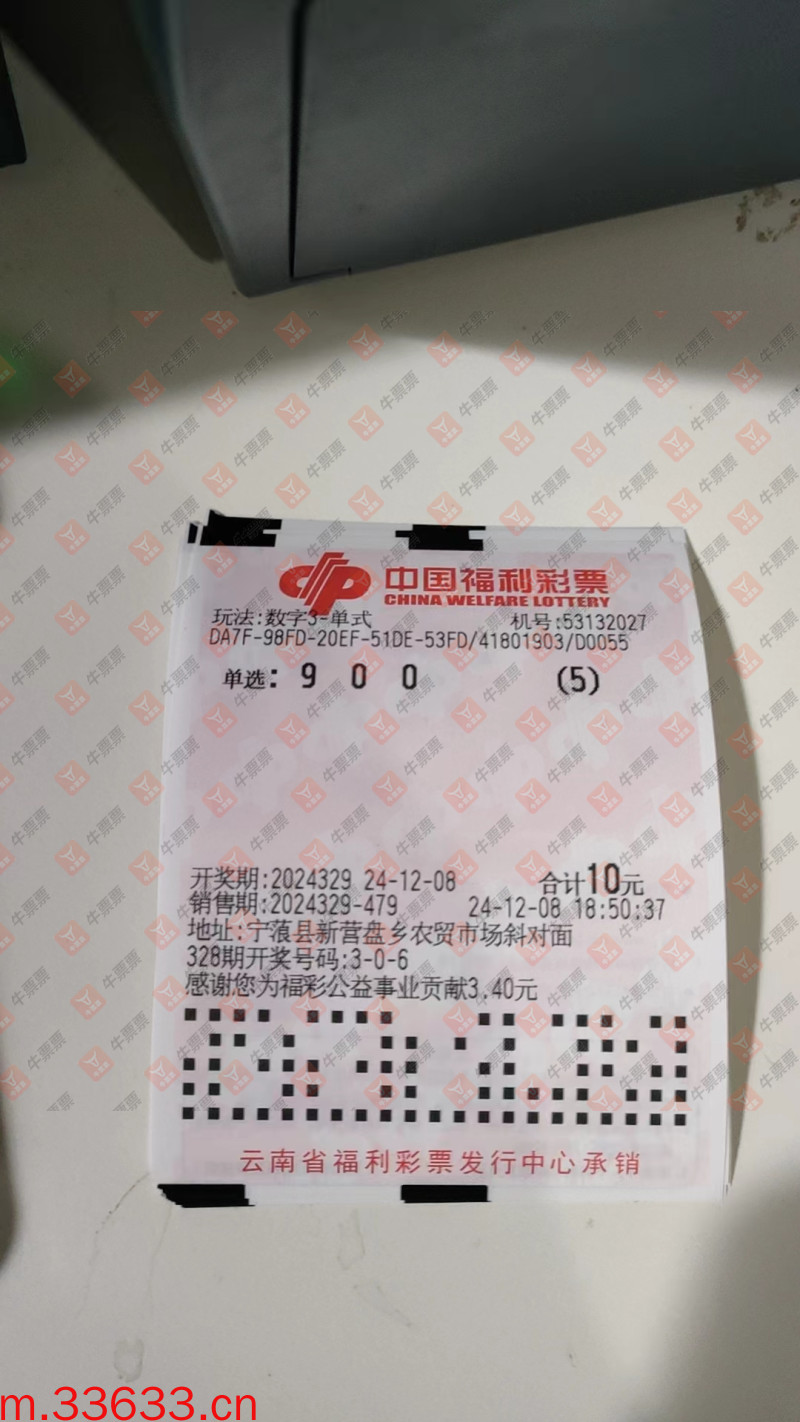 中国福利彩票
CHINA WELFARE LOTTERY
玩法:数字3-单式 机号:53132027
DA7F-98FD-20EF-51DE-53FD/41801903/D0055
单选: 9 0 0 (5)
开奖期:2024329 24-12-08 合计10元
销售期:2024329-479 24-12-08 18:50:37
地址:宁蒗县新营盘乡农贸市场斜对面
328期开奖号码:3-0-6
感谢您为福彩公益事业贡献3.40元
云南省福利彩票发行中心承销
牛票票
m.33633.cn